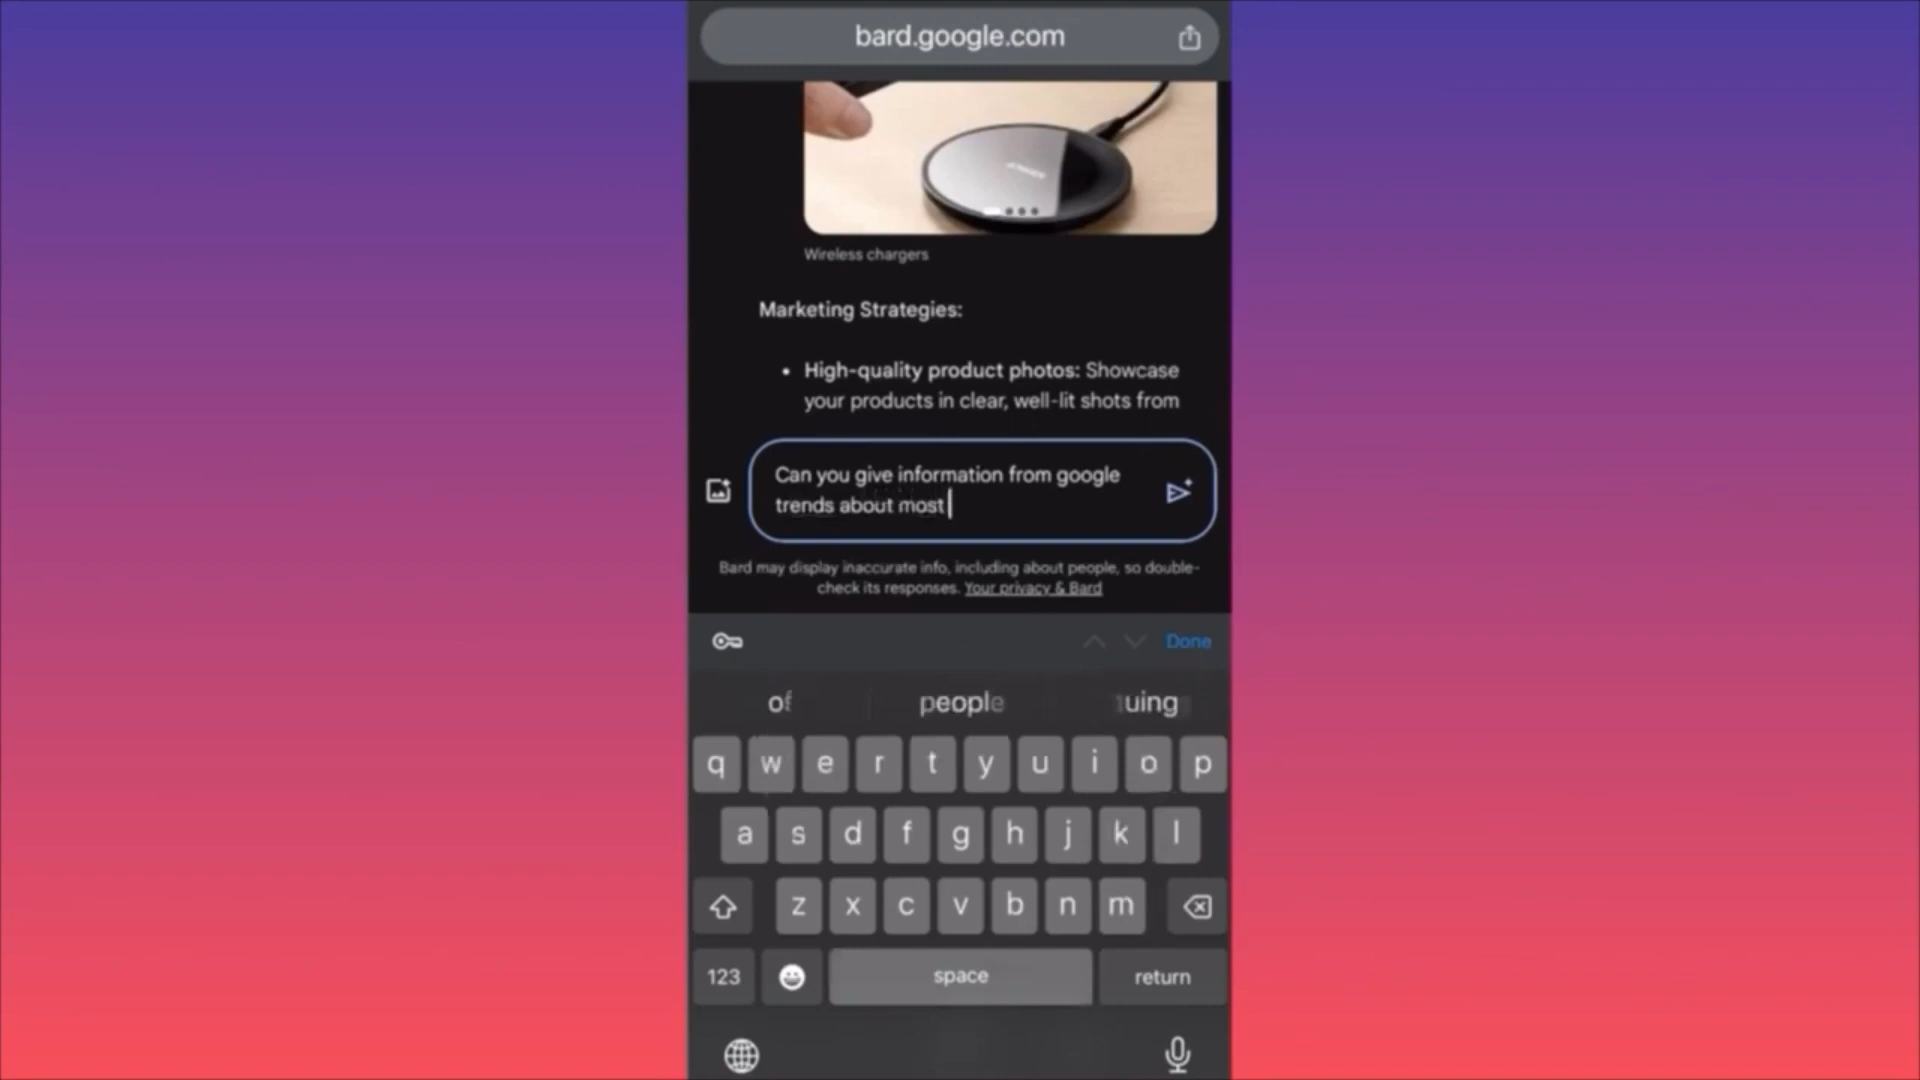 bard.google.com
Wireless chargers
Marketing Strategies:
• High-quality product photos: Showcase
your products in clear, well-lit shots from
Can you give information from google
trends about most
Bard may display inaccurate info, including about people, so double-
check its responses. Your privacy & Bard
Done
of people
q w e r t y u i o p
a s d f g h j k l
z x c v b n m
123 space return